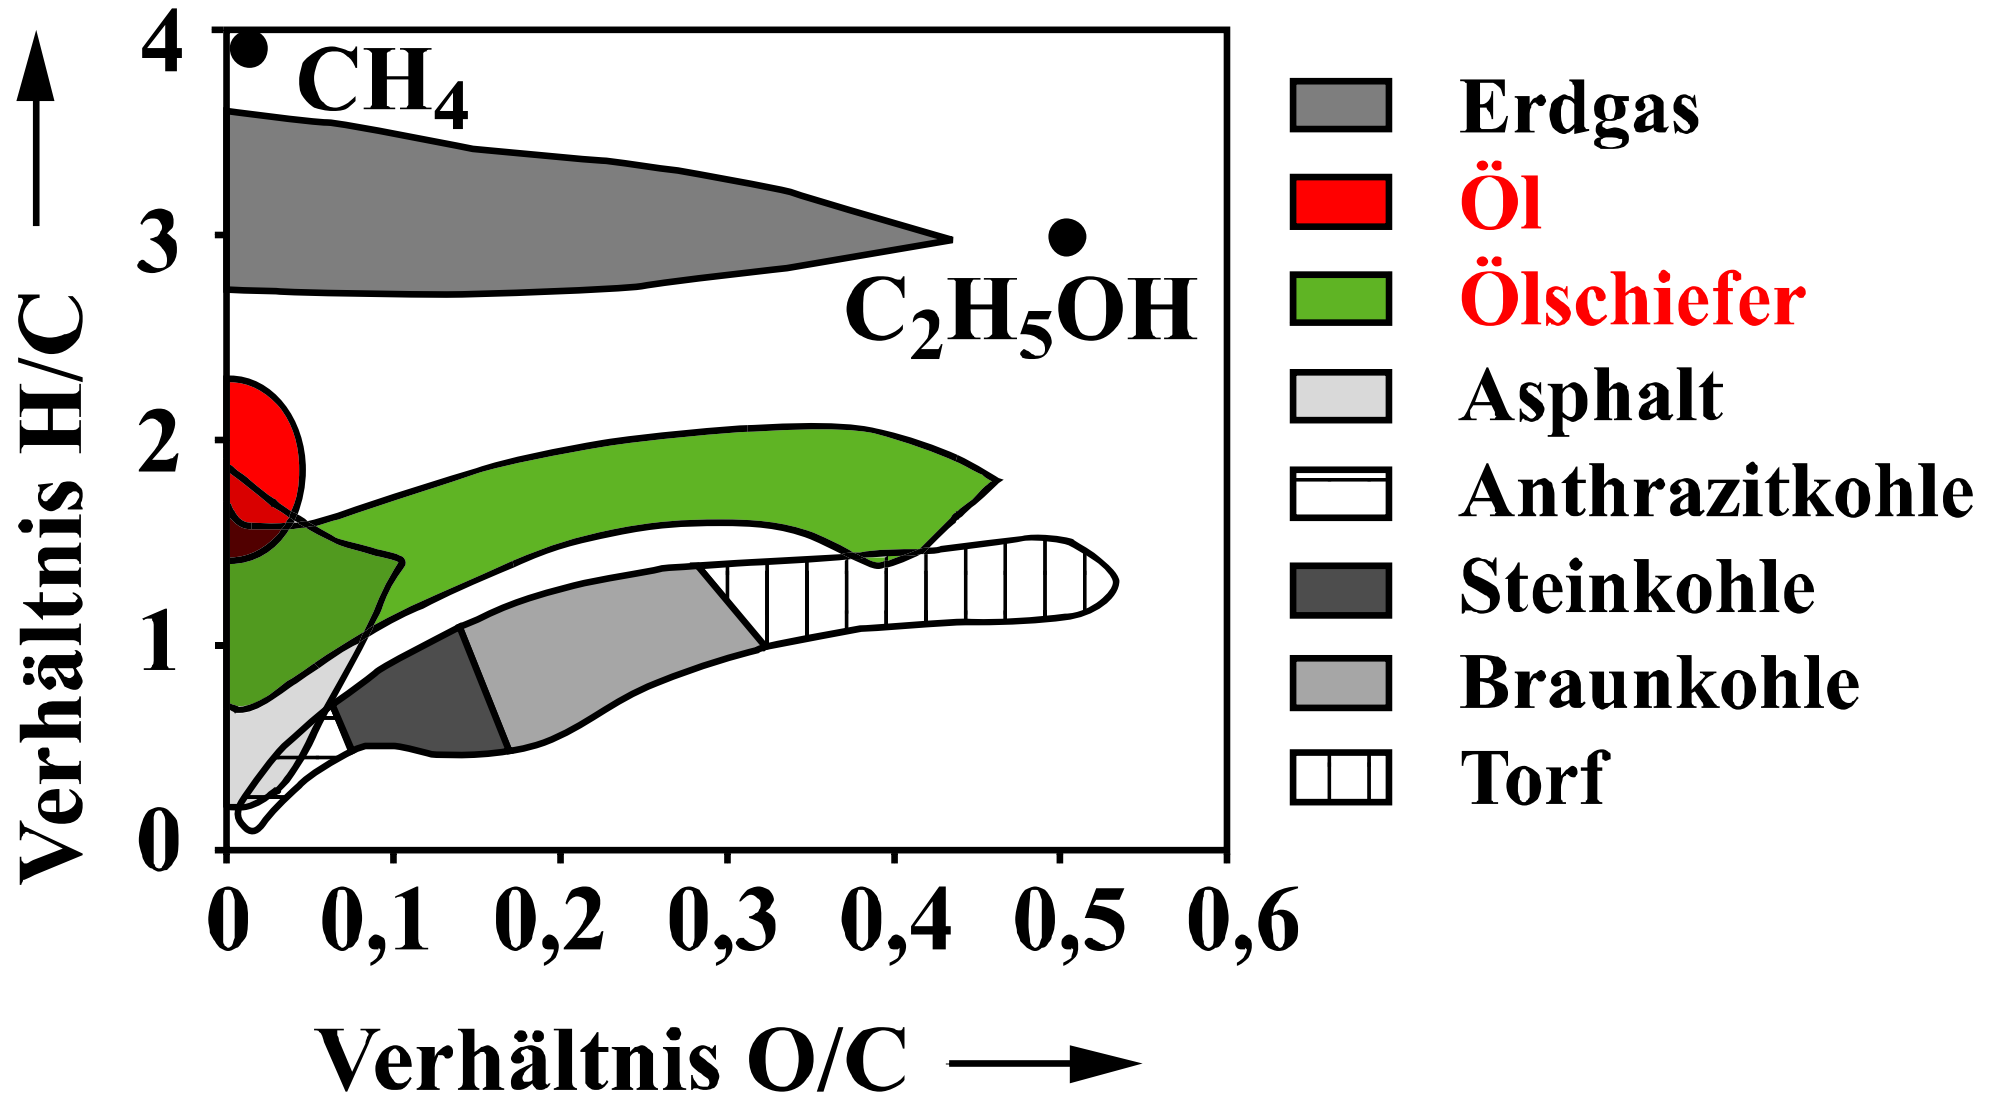 4
CH4
Erdgas
Öl
3
C2H5OH
Ölschiefer
Asphalt
2
Anthrazitkohle
Steinkohle
1
Braunkohle
Torf
0
0 0,1 0,2 0,3 0,4 0,5 0,6
Verhältnis H/C
Verhältnis O/C